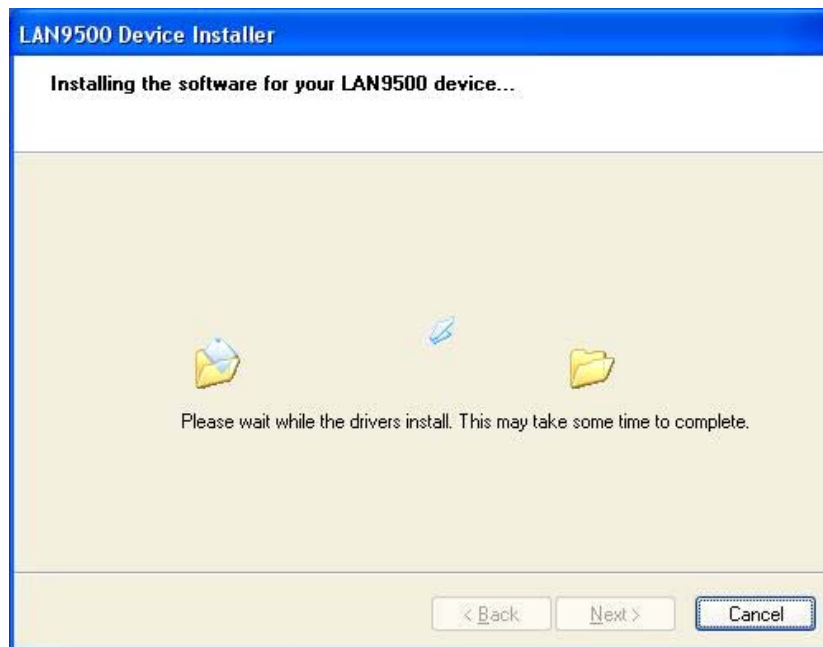 LAN9500 Device Installer
Installing the software for your LAN9500 device...
Please wait while the drivers install. This may take some time to complete.
< Back
Next >
Cancel